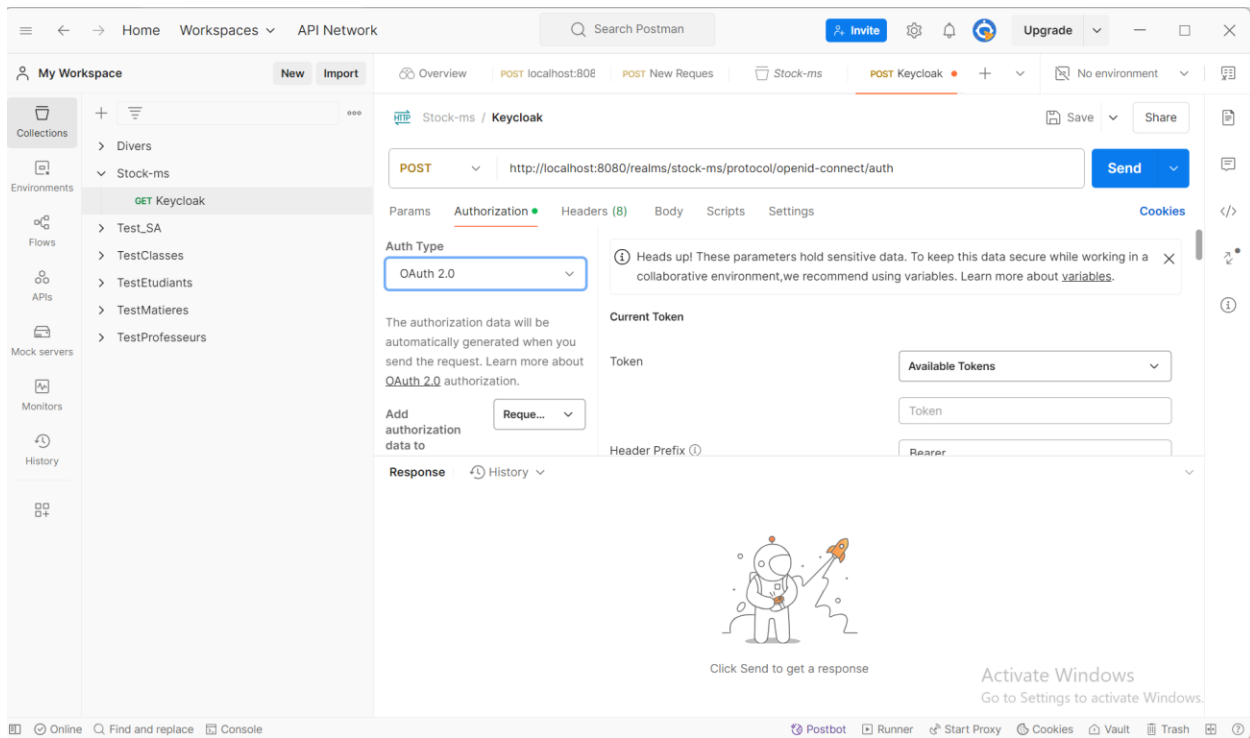 Home Workspaces API Network Search Postman Invite Upgrade
My Workspace New Import Overview POST localhost:808 POST New Reques Stock-ms POST Keycloak + No environment
Collections
Environments
Flows
APIs
Mock servers
Monitors
History
Divers
Stock-ms
GET Keycloak
Test_SA
TestClasses
TestEtudiants
TestMatieres
TestProfesseurs
HTTP Stock-ms / Keycloak Save Share
POST http://localhost:8080/realms/stock-ms/protocol/openid-connect/auth Send
Params Authorization Headers (8) Body Scripts Settings Cookies
Auth Type
OAuth 2.0
The authorization data will be
automatically generated when you
send the request. Learn more about
OAuth 2.0 authorization.
Add
authorization
data to
Reque...
Heads up! These parameters hold sensitive data. To keep this data secure while working in a
collaborative environment,we recommend using variables. Learn more about variables.
Current Token
Token Available Tokens
Token
Header Prefix Bearer
Response History
Click Send to get a response
Activate Windows
Go to Settings to activate Windows.
Online Find and replace Console Postbot Runner Start Proxy Cookies Vault Trash